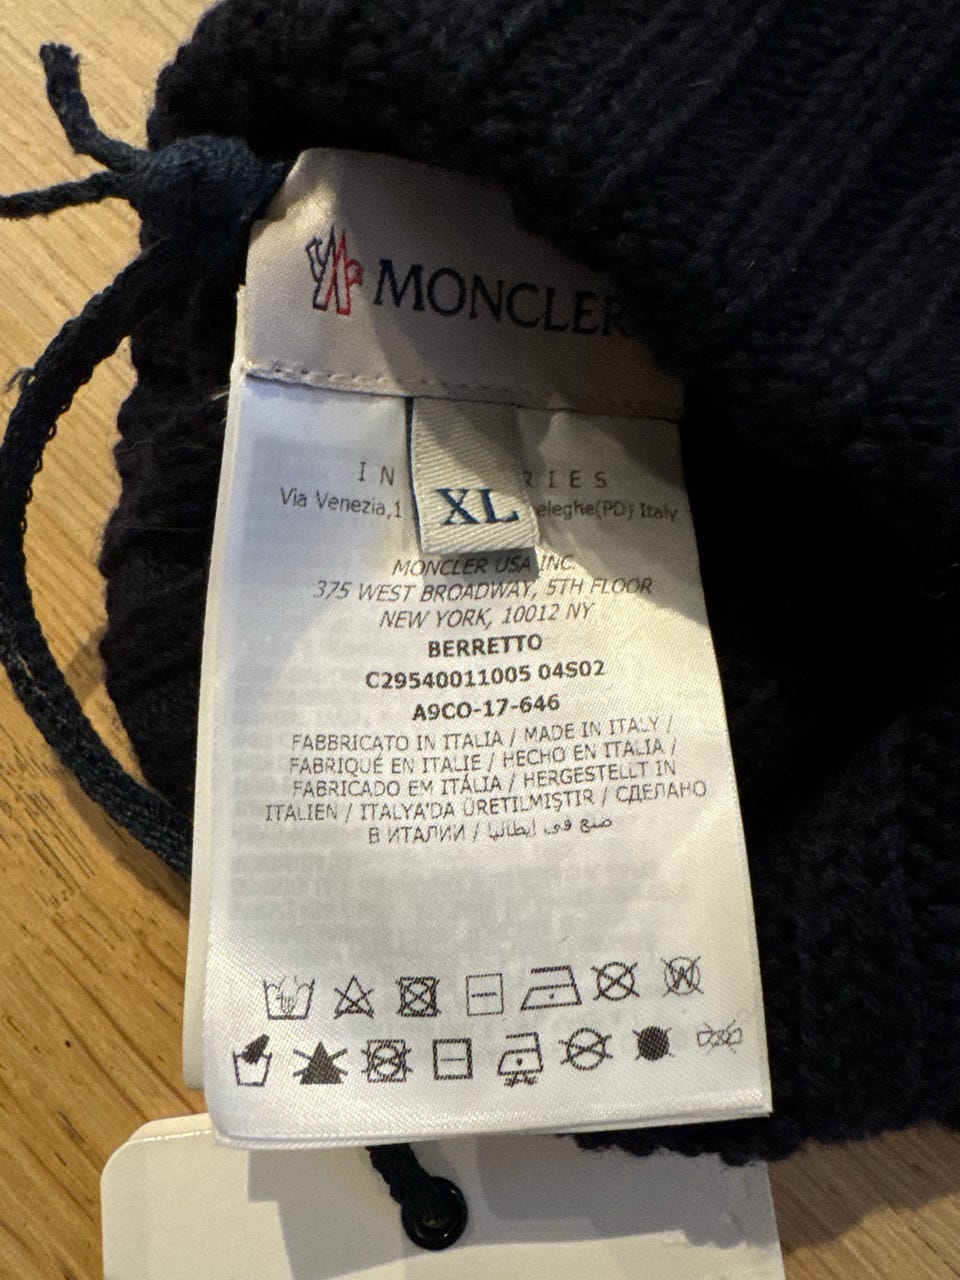 MONCLER
IN RIES
Via Venezia,1 eleghe(PD) Italy
XL
MONCLER USA INC.
375 WEST BROADWAY, 5TH FLOOR
NEW YORK, 10012 NY
BERRETTO
C29540011005 04S02
A9CO-17-646
FABBRICATO IN ITALIA / MADE IN ITALY /
FABRIQUÉ EN ITALIE / HECHO EN ITALIA /
FABRICADO EM ITÁLIA / HERGESTELLT IN
ITALIEN / ITALYA'DA ÜRETILMIŞTIR / СДЕЛАНО
В ИТАЛИИ / صنع في إيطاليا
W